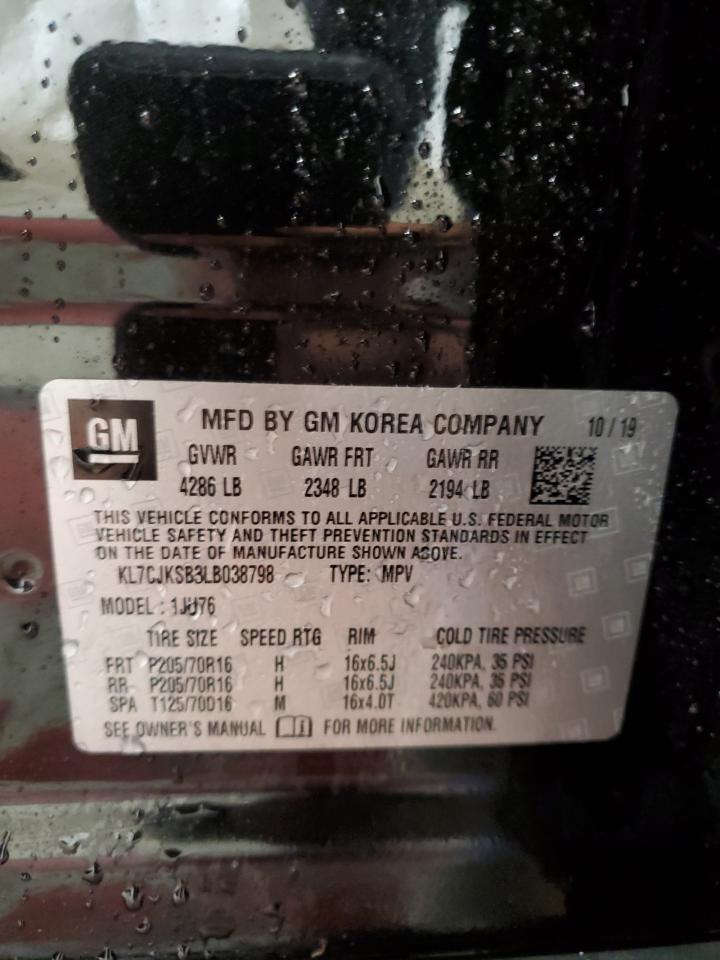 GM
MFD BY GM KOREA COMPANY 10/19
GVWR GAWR FRT GAWR RR
4286 LB 2348 LB 2194 LB
THIS VEHICLE CONFORMS TO ALL APPLICABLE U.S. FEDERAL MOTOR
VEHICLE SAFETY AND THEFT PREVENTION STANDARDS IN EFFECT
ON THE DATE OF MANUFACTURE SHOWN ABOVE.
KL7CJKSB3LB038798 TYPE: MPV
MODEL : 1JU76
TIRE SIZE SPEED RTG RIM COLD TIRE PRESSURE
FRT P205/70R16 H 16x6.5J 240KPA, 35 PSI
RR P205/70R16 H 16x6.5J 240KPA, 35 PSI
SPA T125/70D16 M 16x4.0T 420KPA, 60 PSI
SEE OWNER'S MANUAL FOR MORE INFORMATION.